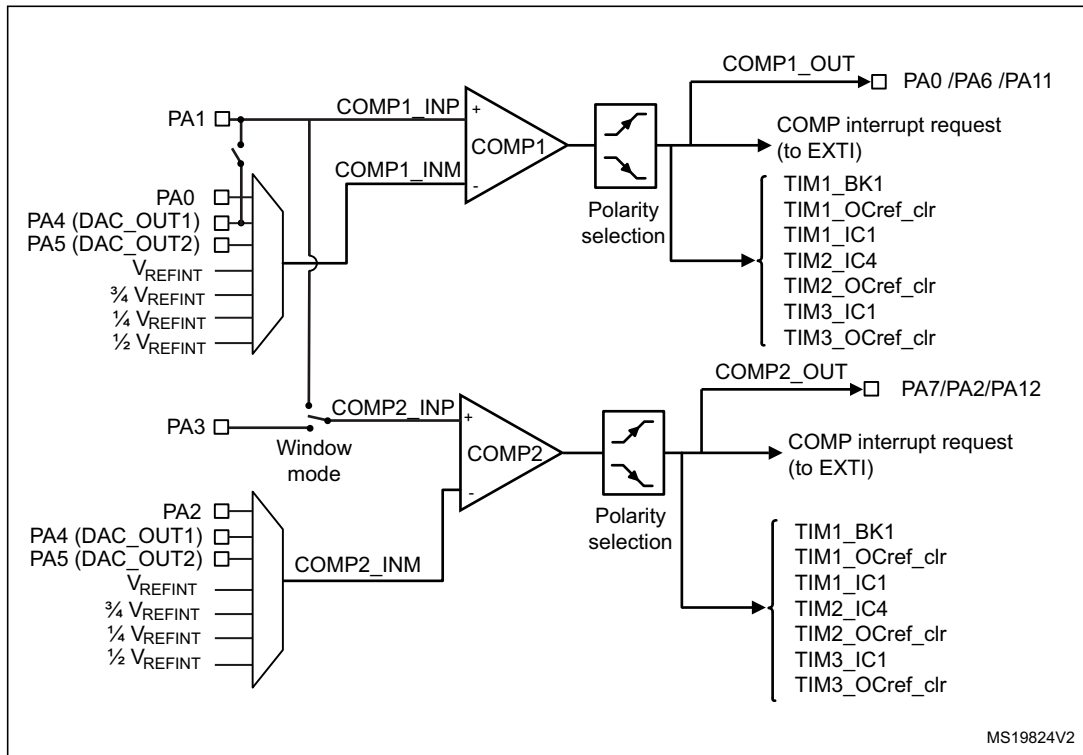 COMP1_OUT
PA0 /PA6 /PA11
PA1
COMP1_INP
+
COMP1
COMP interrupt request
(to EXTI)
COMP1_INM
-
PA0
PA4 (DAC_OUT1)
PA5 (DAC_OUT2)
VREFINT
¾ VREFINT
¼ VREFINT
½ VREFINT
Polarity
selection
TIM1_BK1
TIM1_OCref_clr
TIM1_IC1
TIM2_IC4
TIM2_OCref_clr
TIM3_IC1
TIM3_OCref_clr
COMP2_OUT
PA7/PA2/PA12
PA3
COMP2_INP
+
Window
mode
COMP2
COMP interrupt request
(to EXTI)
-
PA2
PA4 (DAC_OUT1)
PA5 (DAC_OUT2)
VREFINT
¾ VREFINT
¼ VREFINT
½ VREFINT
COMP2_INM
Polarity
selection
TIM1_BK1
TIM1_OCref_clr
TIM1_IC1
TIM2_IC4
TIM2_OCref_clr
TIM3_IC1
TIM3_OCref_clr
MS19824V2